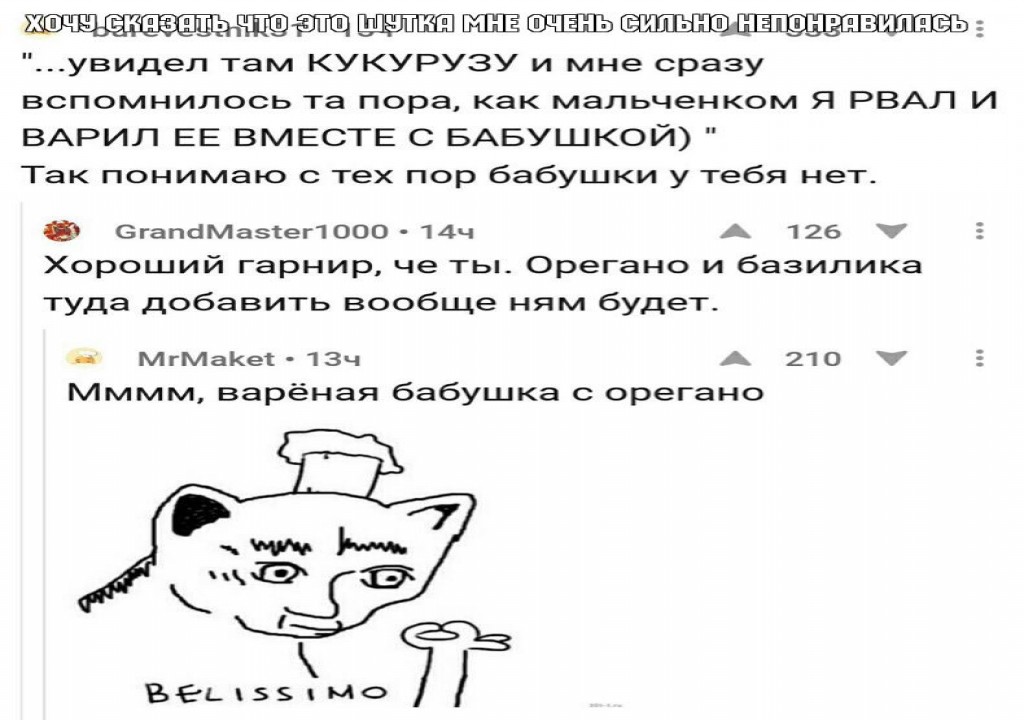 ХОЧУ СКАЗАТЬ ЧТО ЭТО ШУТКА МНЕ ОЧЕНЬ СИЛЬНО НЕПОНРАВИЛАСЬ
"...увидел там КУКУРУЗУ и мне сразу
вспомнилось та пора, как мальченком Я РВАЛ И
ВАРИЛ ЕЕ ВМЕСТЕ С БАБУШКОЙ) "
Так понимаю с тех пор бабушки у тебя нет.
GrandMaster1000 • 14ч 126
Хороший гарнир, че ты. Орегано и базилика
туда добавить вообще ням будет.
MrMaket • 13ч 210
Мммм, варёная бабушка с орегано
BELISSIMO